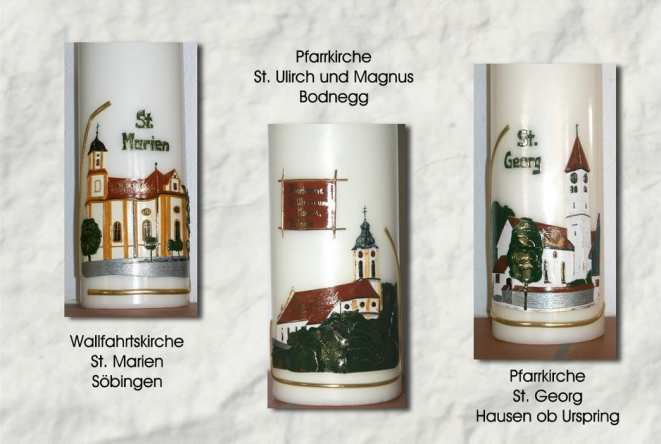 St.
Marien
Wallfahrtskirche
St. Marien
Söbingen
Pfarrkirche
St. Ulirch und Magnus
Bodnegg
St.
Georg
Pfarrkirche
St. Georg
Hausen ob Urspring